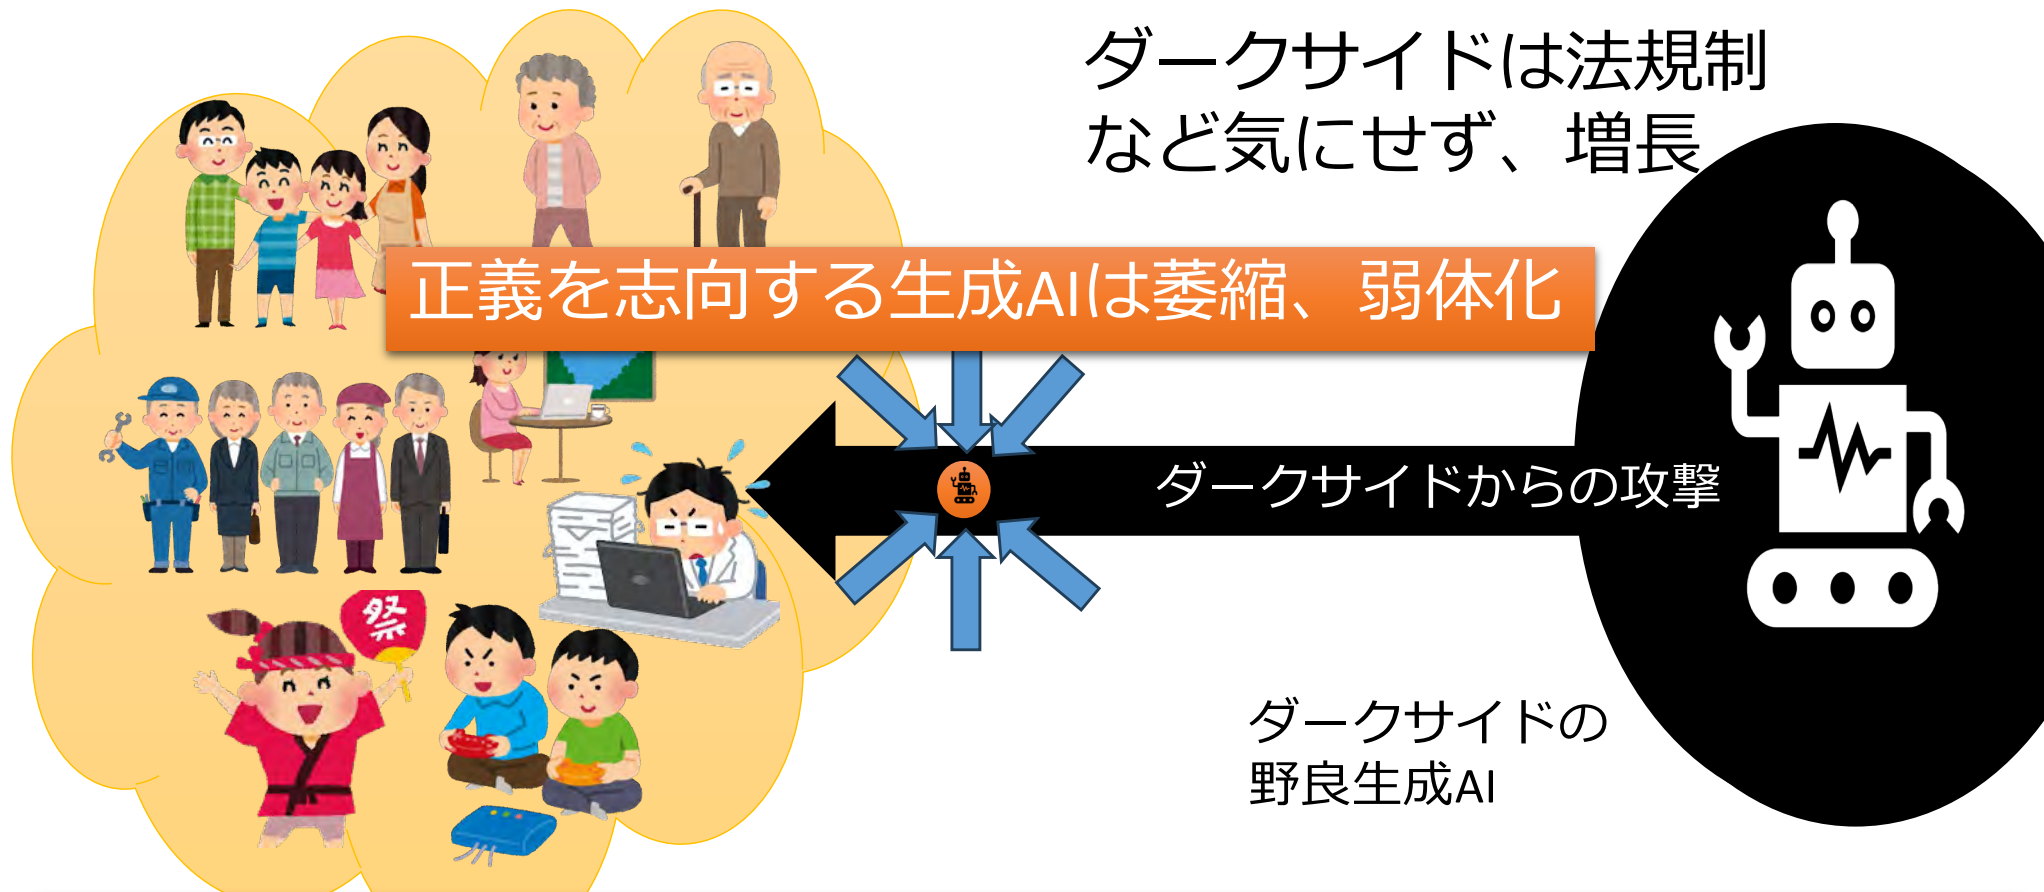 ダークサイドは法規制
など気にせず、増長
正義を志向する生成AIは萎縮、弱体化
ダークサイドからの攻撃
祭
ダークサイドの
野良生成AI